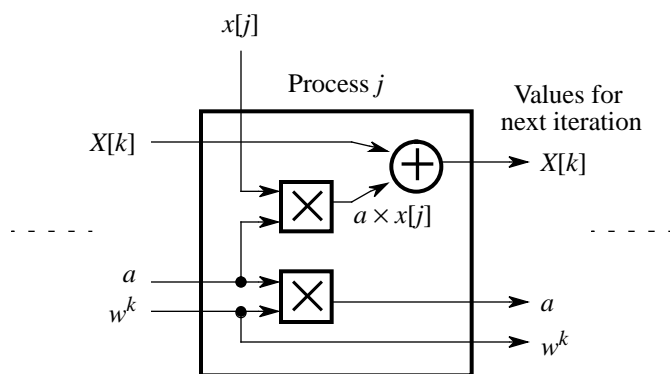 x[j]
Process j
Values for
next iteration
X[k]
X[k]
a × x[j]
a
a
w^k
w^k